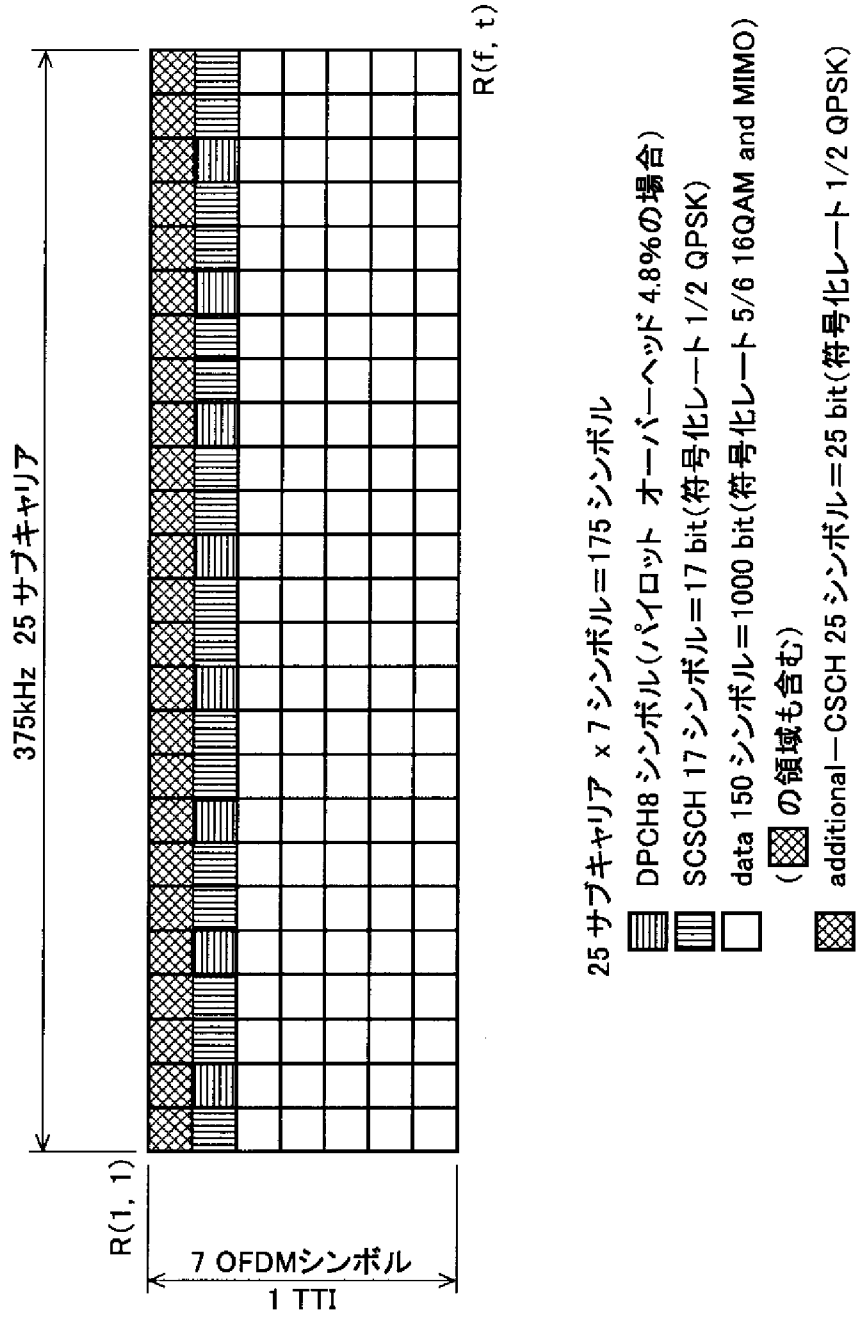 375kHz 25 サブキャリア
R(1, 1)
7 OFDMシンボル
1 TTI
R(f, t)
25 サブキャリア x 7 シンボル＝175 シンボル
DPCH8 シンボル(パイロット オーバーヘッド 4.8%の場合)
SCSCH 17 シンボル＝17 bit(符号化レート 1/2 QPSK)
data 150 シンボル＝1000 bit(符号化レート 5/6 16QAM and MIMO)
( の領域も含む)
additional－CSCH 25 シンボル＝25 bit(符号化レート 1/2 QPSK)